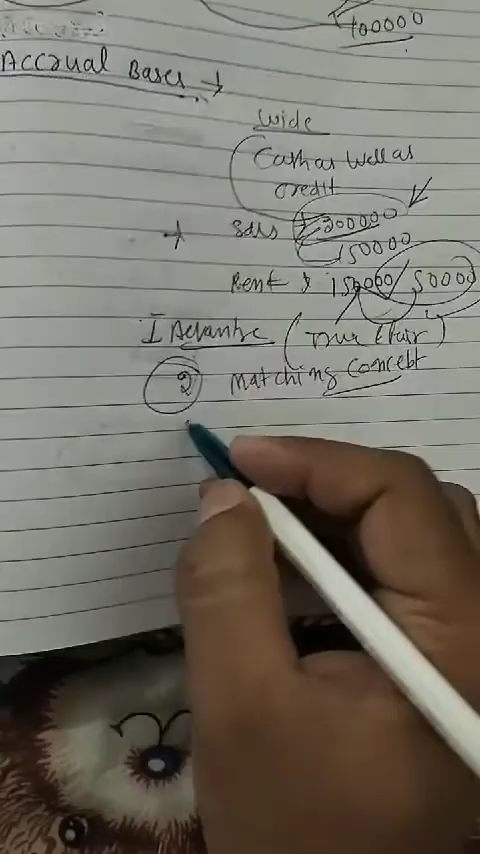 100000
Accrual Bases →
Wide
Cash as Well as
credit
→ Sales 300000
150000
Rent 150000/50000
I Advantge (True & Fair)
2 Matching Concept